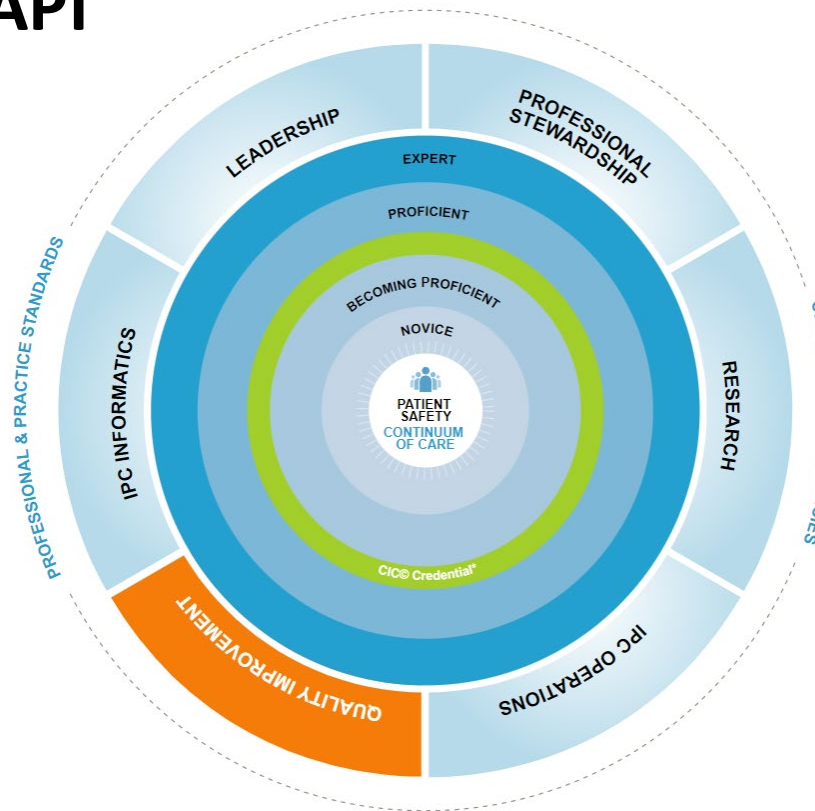 API
LEADERSHIP
PROFESSIONAL
STEWARDSHIP
EXPERT
PROFICIENT
BECOMING PROFICIENT
NOVICE
PATIENT
SAFETY
CONTINUUM
OF CARE
CIC© Credential*
IPC INFORMATICS
RESEARCH
QUALITY IMPROVEMENT
IPC OPERATIONS
PROFESSIONAL & PRACTICE STANDARDS